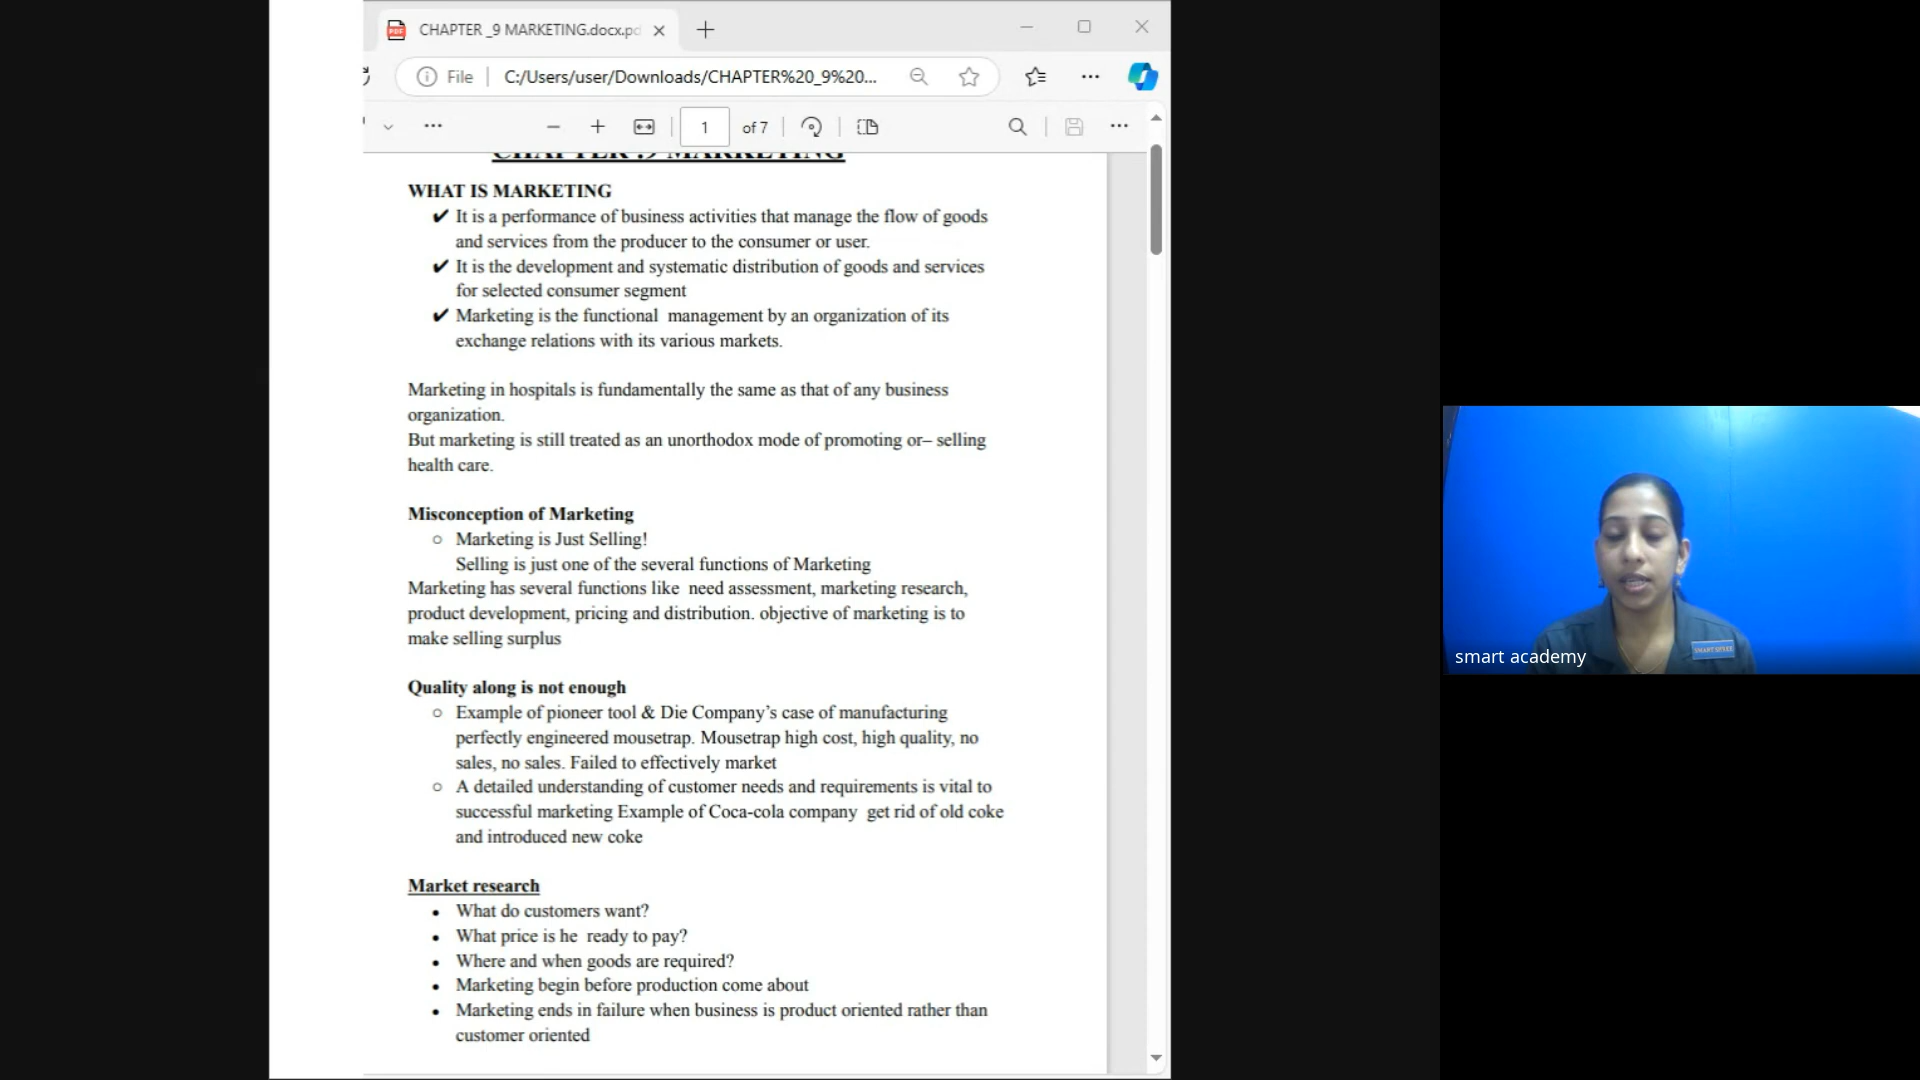 CHAPTER _9 MARKETING.docx.pd
File
C:/Users/user/Downloads/CHAPTER%20_9%20...
1 of 7
CHAPTER .9 MARKETING
WHAT IS MARKETING
✔ It is a performance of business activities that manage the flow of goods
and services from the producer to the consumer or user.
✔ It is the development and systematic distribution of goods and services
for selected consumer segment
✔ Marketing is the functional  management by an organization of its
exchange relations with its various markets.
Marketing in hospitals is fundamentally the same as that of any business
organization.
But marketing is still treated as an unorthodox mode of promoting or– selling
health care.
Misconception of Marketing
○ Marketing is Just Selling!
Selling is just one of the several functions of Marketing
Marketing has several functions like  need assessment, marketing research,
product development, pricing and distribution. objective of marketing is to
make selling surplus
Quality along is not enough
○ Example of pioneer tool & Die Company’s case of manufacturing
perfectly engineered mousetrap. Mousetrap high cost, high quality, no
sales, no sales. Failed to effectively market
○ A detailed understanding of customer needs and requirements is vital to
successful marketing Example of Coca-cola company  get rid of old coke
and introduced new coke
Market research
• What do customers want?
• What price is he  ready to pay?
• Where and when goods are required?
• Marketing begin before production come about
• Marketing ends in failure when business is product oriented rather than
customer oriented
smart academy